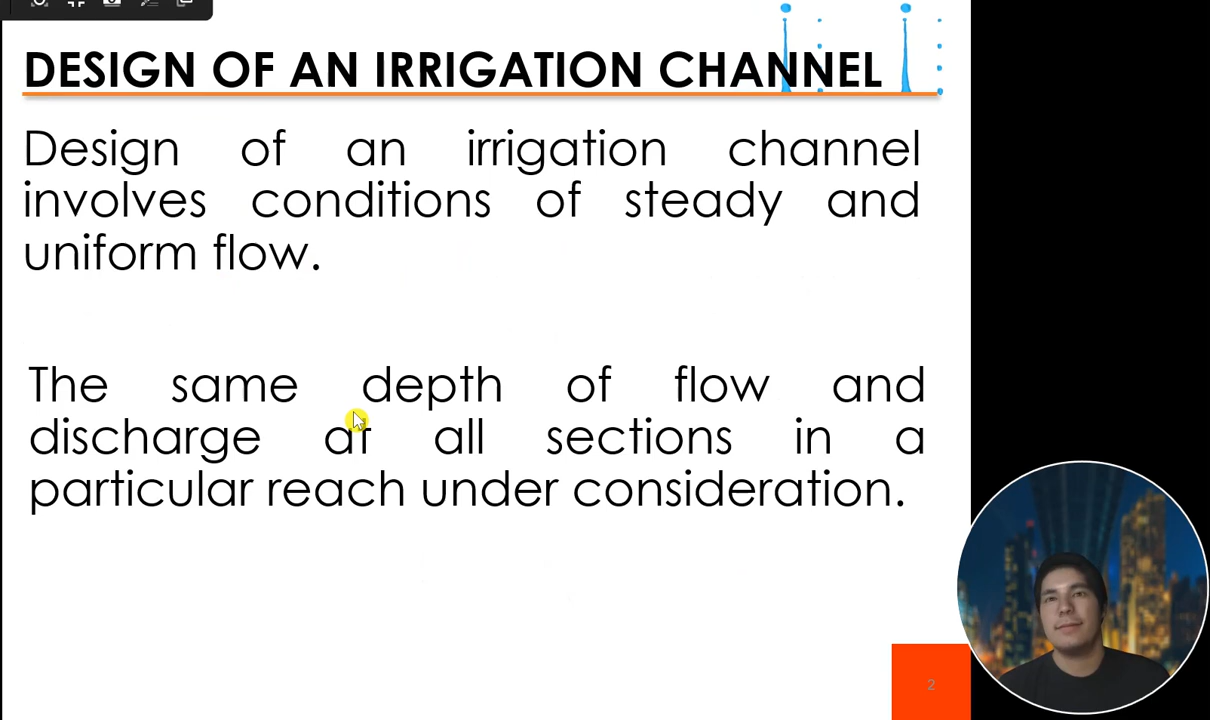 DESIGN OF AN IRRIGATION CHANNEL
Design of an irrigation channel
involves conditions of steady and
uniform flow.
The same depth of flow and
discharge at all sections in a
particular reach under consideration.
2